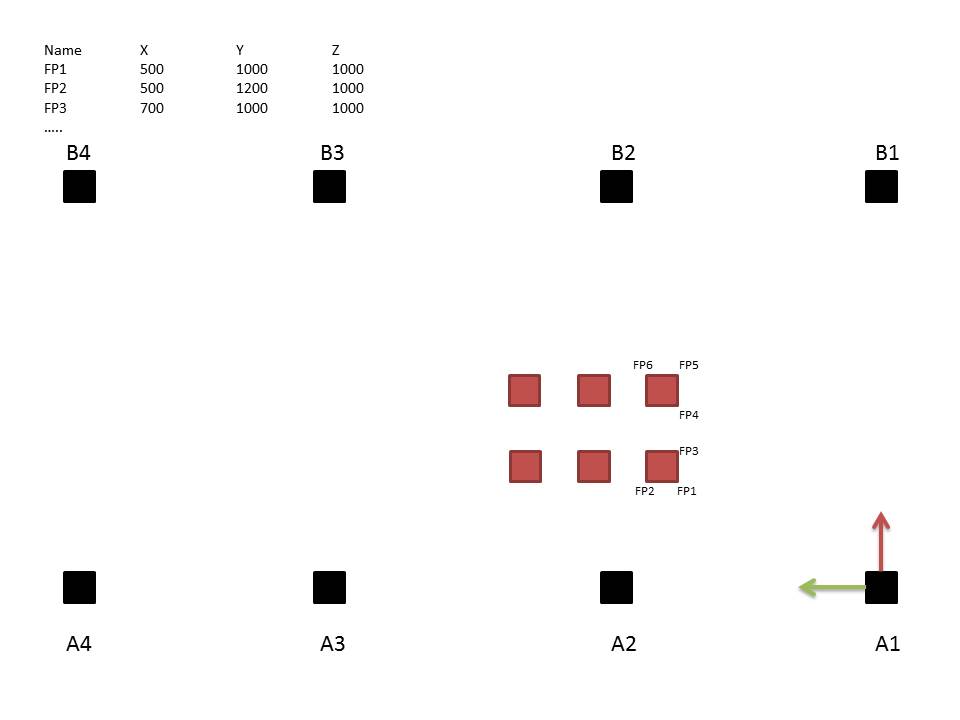 Name X Y Z
FP1 500 1000 1000
FP2 500 1200 1000
FP3 700 1000 1000
.....
B4 B3 B2 B1
FP6 FP5
FP4
FP3
FP2 FP1
A4 A3 A2 A1